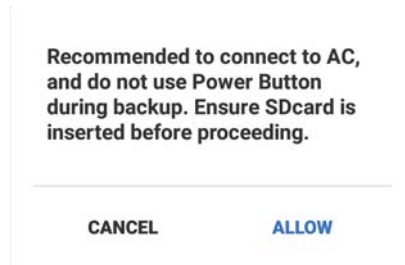 Recommended to connect to AC,
and do not use Power Button
during backup. Ensure SDcard is
inserted before proceeding.
CANCEL ALLOW